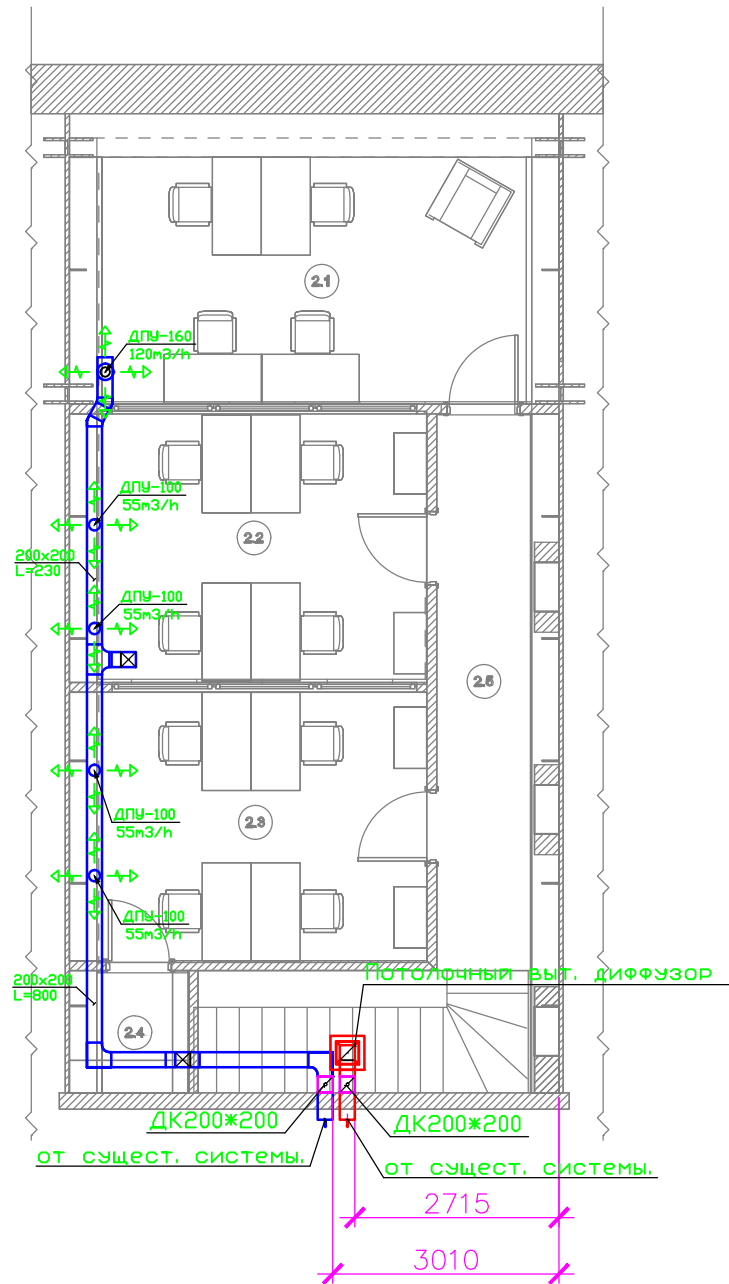 2.1
ДПУ-160
120m3/h
ДПУ-100
55m3/h
2.2
200x200
L=230
ДПУ-100
55m3/h
2.5
ДПУ-100
55m3/h
2.3
ДПУ-100
55m3/h
Потолочный выт. диффузор
200x200
L=800
2.4
ДК200*200
ДК200*200
от сущест. системы.
от сущест. системы.
2715
3010